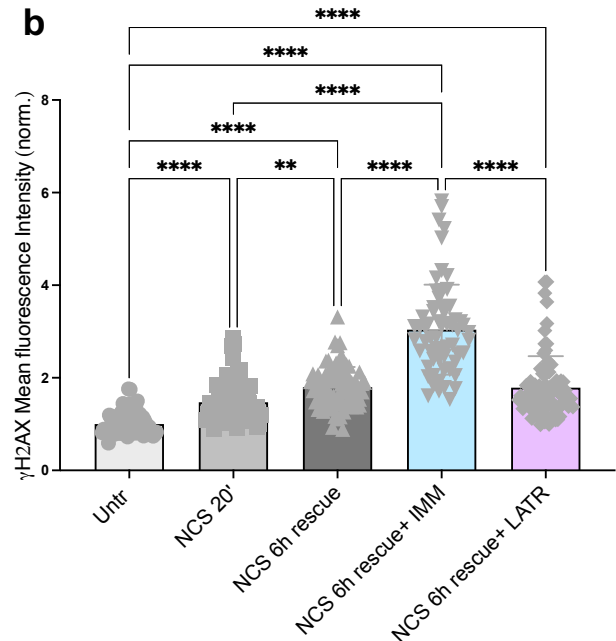 b
****
****
****
****
**** ** **** ****
γH2AX Mean fluorescence Intensity (norm.)
8
6
4
2
0
Untr
NCS 20'
NCS 6h rescue
NCS 6h rescue+ IMM
NCS 6h rescue+ LATR